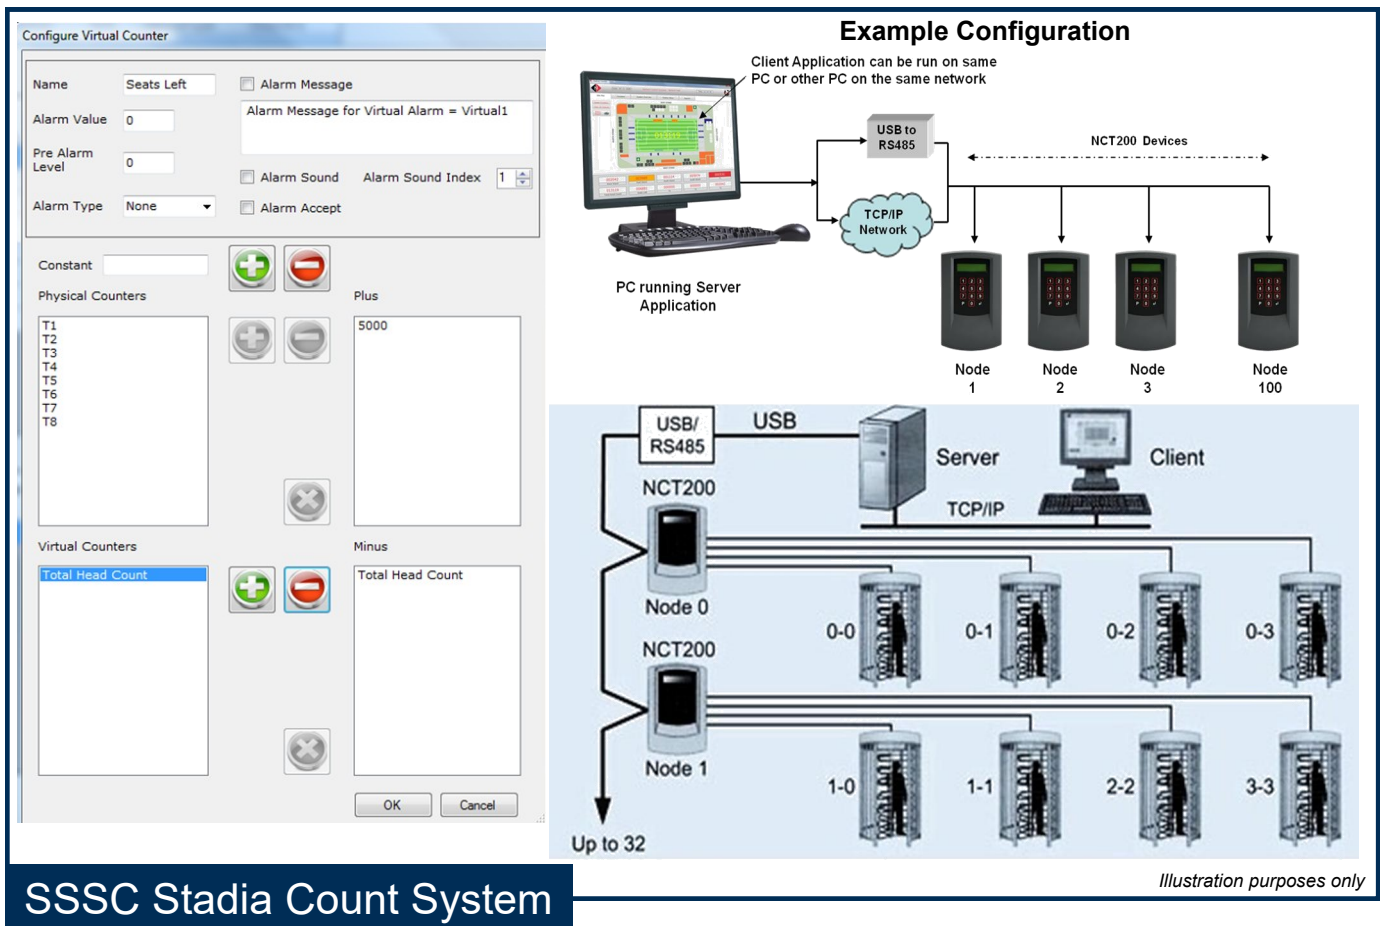 Configure Virtual Counter
Name
Seats Left
Alarm Message
Alarm Value
0
Alarm Message for Virtual Alarm = Virtual1
Pre Alarm
Level
0
Alarm Sound
Alarm Sound Index
1
Alarm Type
None
Alarm Accept
Constant
Physical Counters
Plus
T1
T2
T3
T4
T5
T6
T7
T8
5000
Virtual Counters
Minus
Total Head Count
Total Head Count
OK
Cancel
Example Configuration
Client Application can be run on same
PC or other PC on the same network
USB to
RS485
NCT200 Devices
TCP/IP
Network
PC running Server
Application
Node
1
Node
2
Node
3
Node
100
USB/
RS485
USB
Server
Client
NCT200
TCP/IP
Node 0
0-0
0-1
0-2
0-3
NCT200
Node 1
1-0
1-1
2-2
3-3
Up to 32
Illustration purposes only
SSSC Stadia Count System